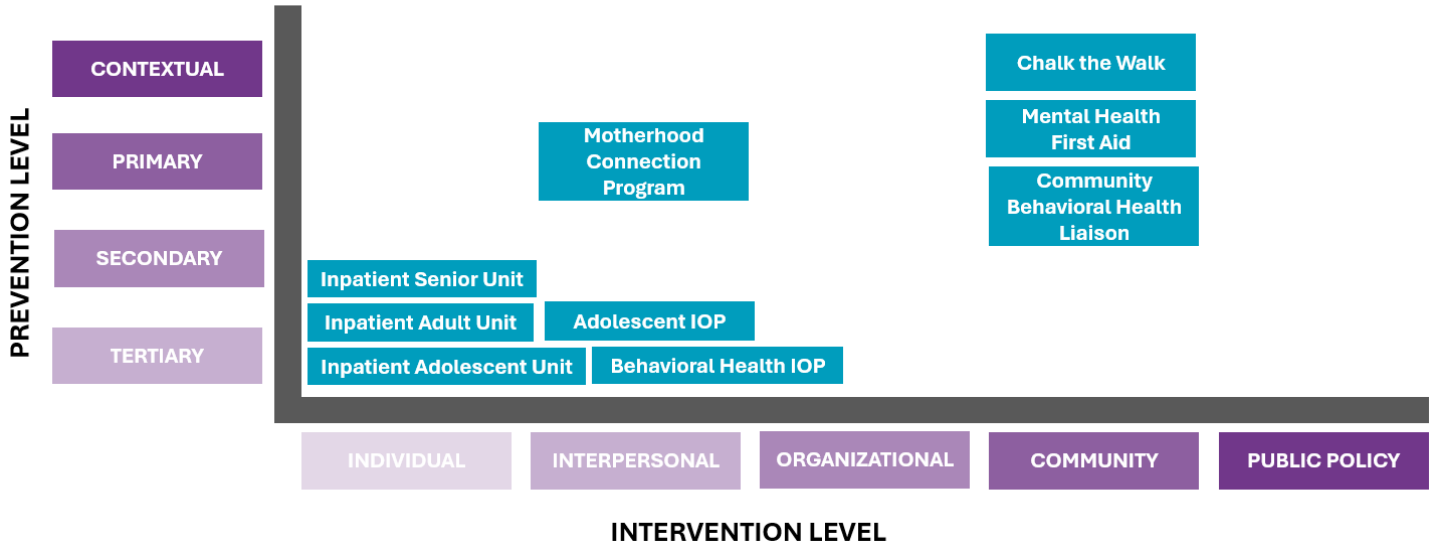 PREVENTION LEVEL
CONTEXTUAL
PRIMARY
SECONDARY
TERTIARY
Chalk the Walk
Mental Health
First Aid
Motherhood
Connection
Program
Community
Behavioral Health
Liaison
Inpatient Senior Unit
Inpatient Adult Unit
Adolescent IOP
Inpatient Adolescent Unit
Behavioral Health IOP
INDIVIDUAL
INTERPERSONAL
ORGANIZATIONAL
COMMUNITY
PUBLIC POLICY
INTERVENTION LEVEL